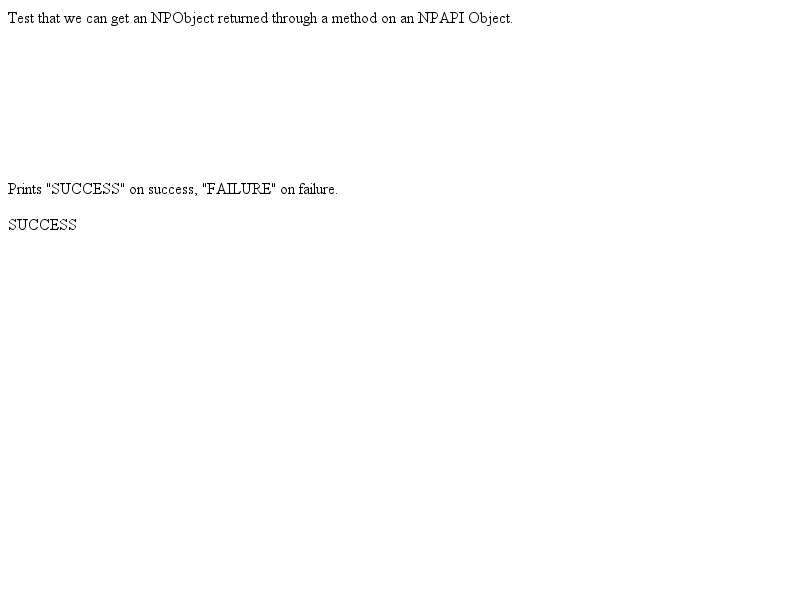 Test that we can get an NPObject returned through a method on an NPAPI Object.
Prints "SUCCESS" on success, "FAILURE" on failure.
SUCCESS